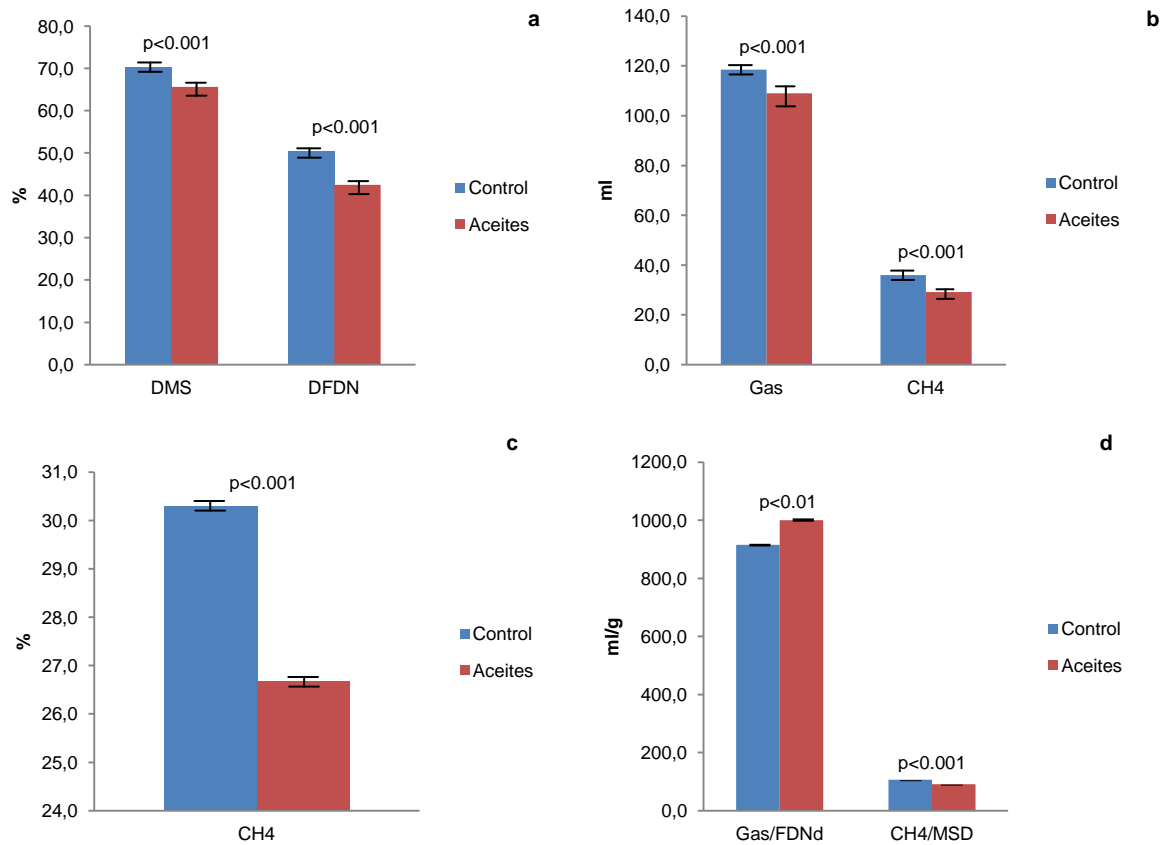 a
80,0
70,0
60,0
50,0
40,0
30,0
20,0
10,0
0,0
%
p<0.001
p<0.001
DMS
DFDN
Control
Aceites
b
140,0
120,0
100,0
80,0
60,0
40,0
20,0
0,0
ml
p<0.001
p<0.001
Gas
CH4
Control
Aceites
c
31,0
30,0
29,0
28,0
27,0
26,0
25,0
24,0
%
p<0.001
CH4
Control
Aceites
d
1200,0
1000,0
800,0
600,0
400,0
200,0
0,0
ml/g
p<0.01
p<0.001
Gas/FDNd
CH4/MSD
Control
Aceites